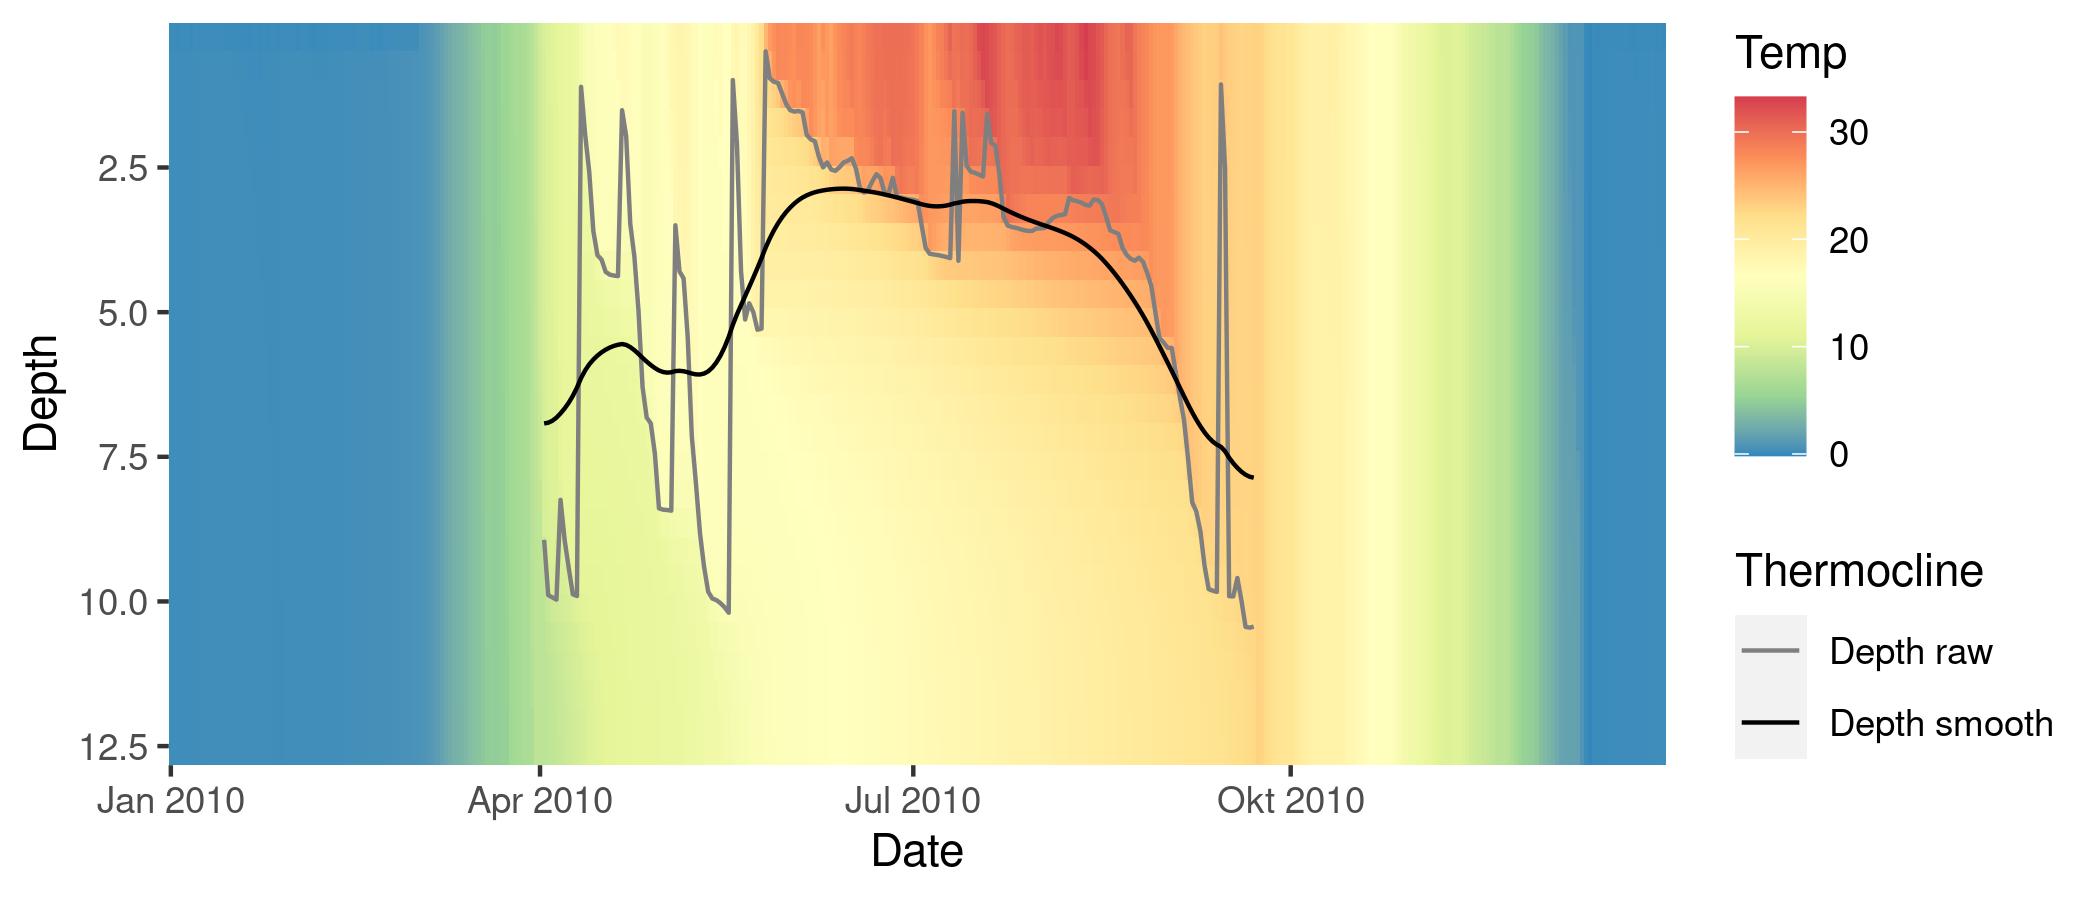 Temp
30
20
10
0
Thermocline
Depth raw
Depth smooth
Depth
2.5
5.0
7.5
10.0
12.5
Jan 2010
Apr 2010
Jul 2010
Okt 2010
Date